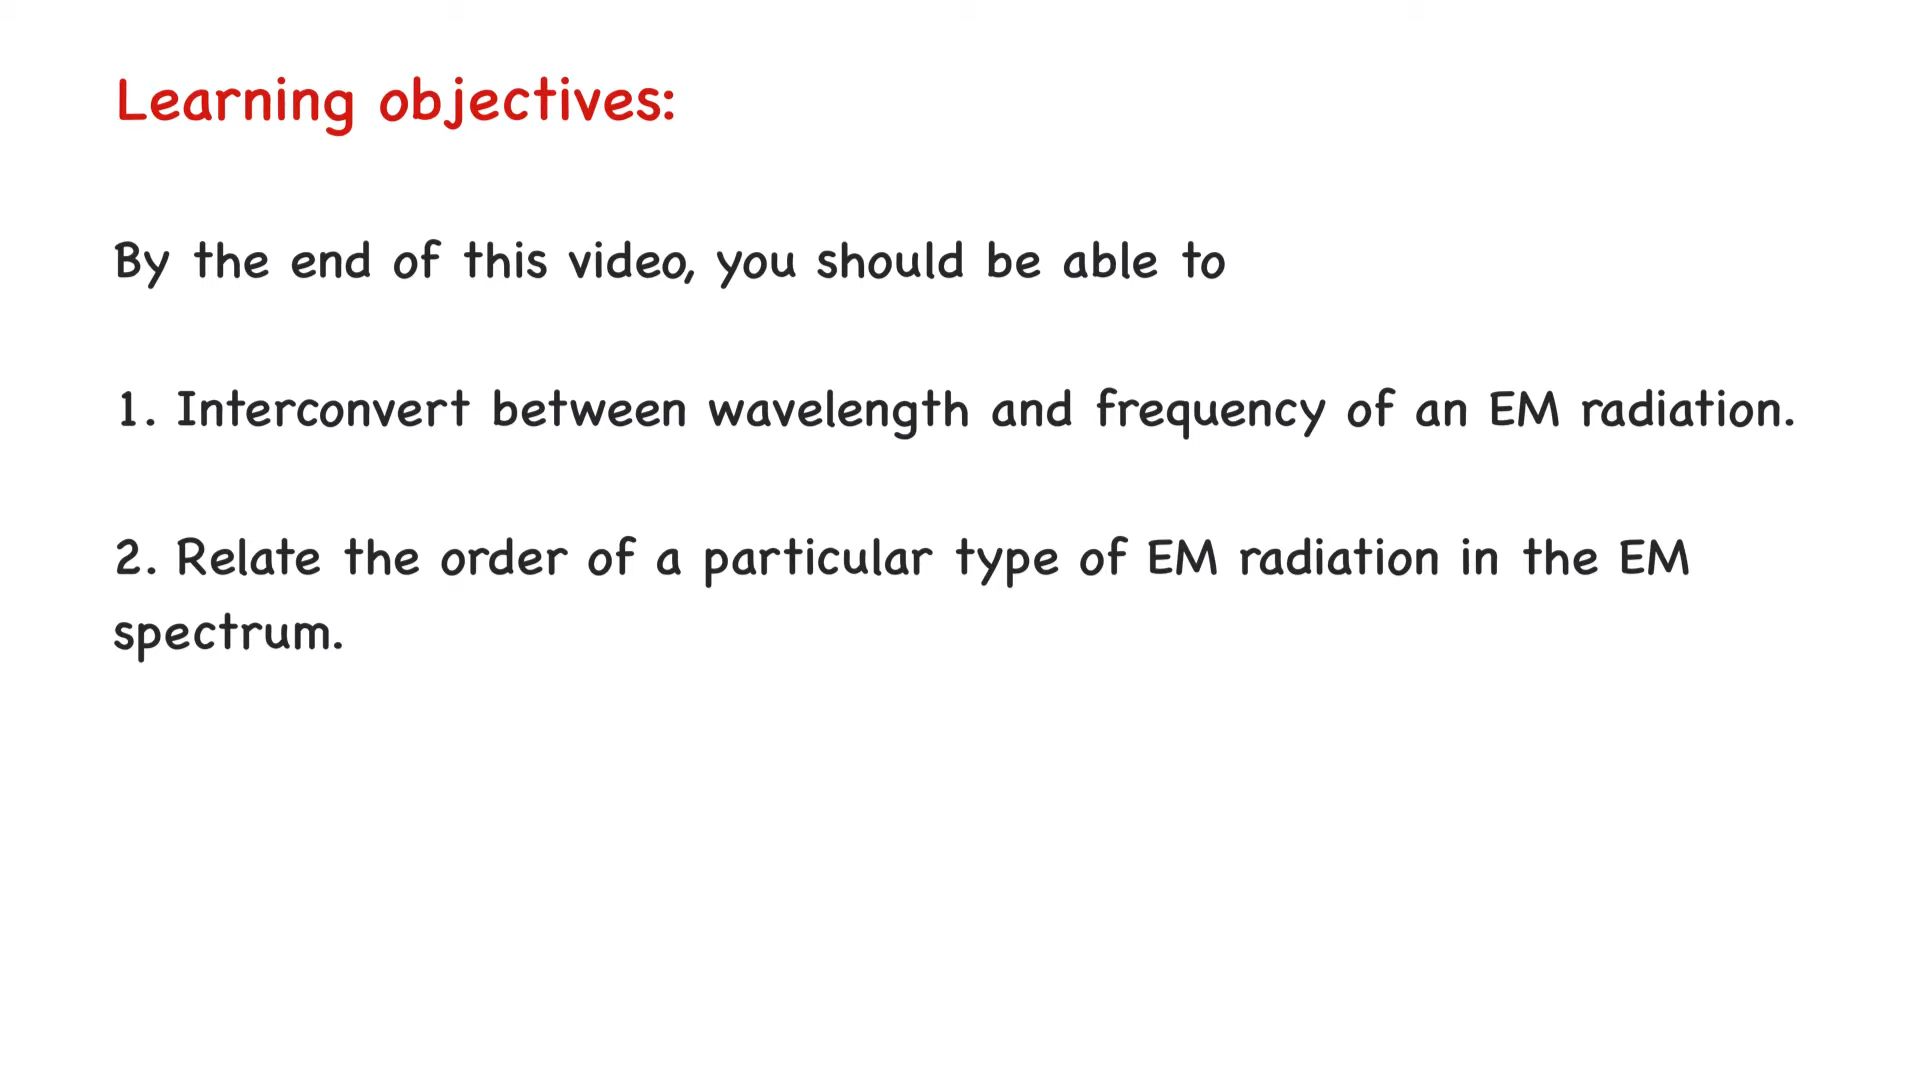 Learning objectives:
By the end of this video, you should be able to
1. Interconvert between wavelength and frequency of an EM radiation.
2. Relate the order of a particular type of EM radiation in the EM
spectrum.